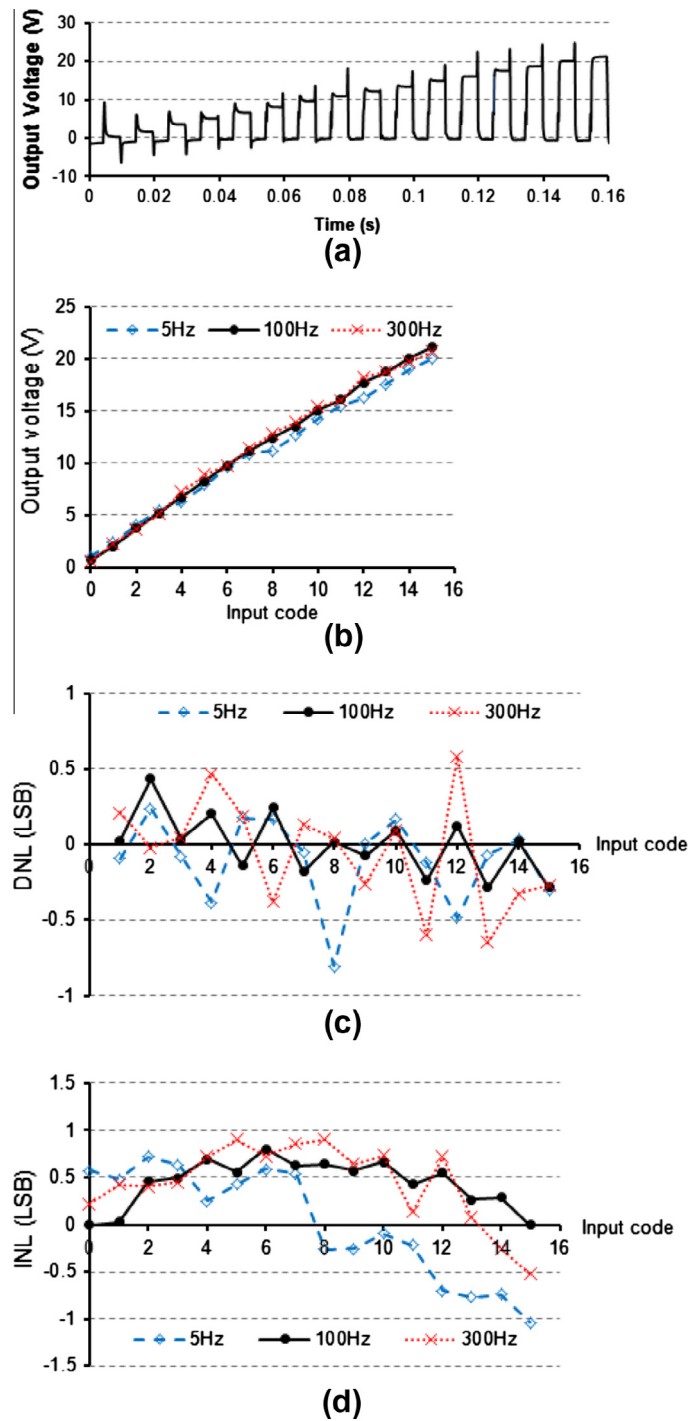 Output Voltage (V)
30
20
10
0
-10
0 0.02 0.04 0.06 0.08 0.1 0.12 0.14 0.16
Time (s)
(a)
Output voltage (V)
25
20
15
10
5
0
5Hz 100Hz 300Hz
0 2 4 6 8 10 12 14 16
Input code
(b)
DNL (LSB)
1
0.5
0
-0.5
-1
5Hz 100Hz 300Hz
0 2 4 6 8 10 12 14 16
Input code
(c)
INL (LSB)
1.5
1
0.5
0
-0.5
-1
-1.5
0 2 4 6 8 10 12 14 16
Input code
5Hz 100Hz 300Hz
(d)